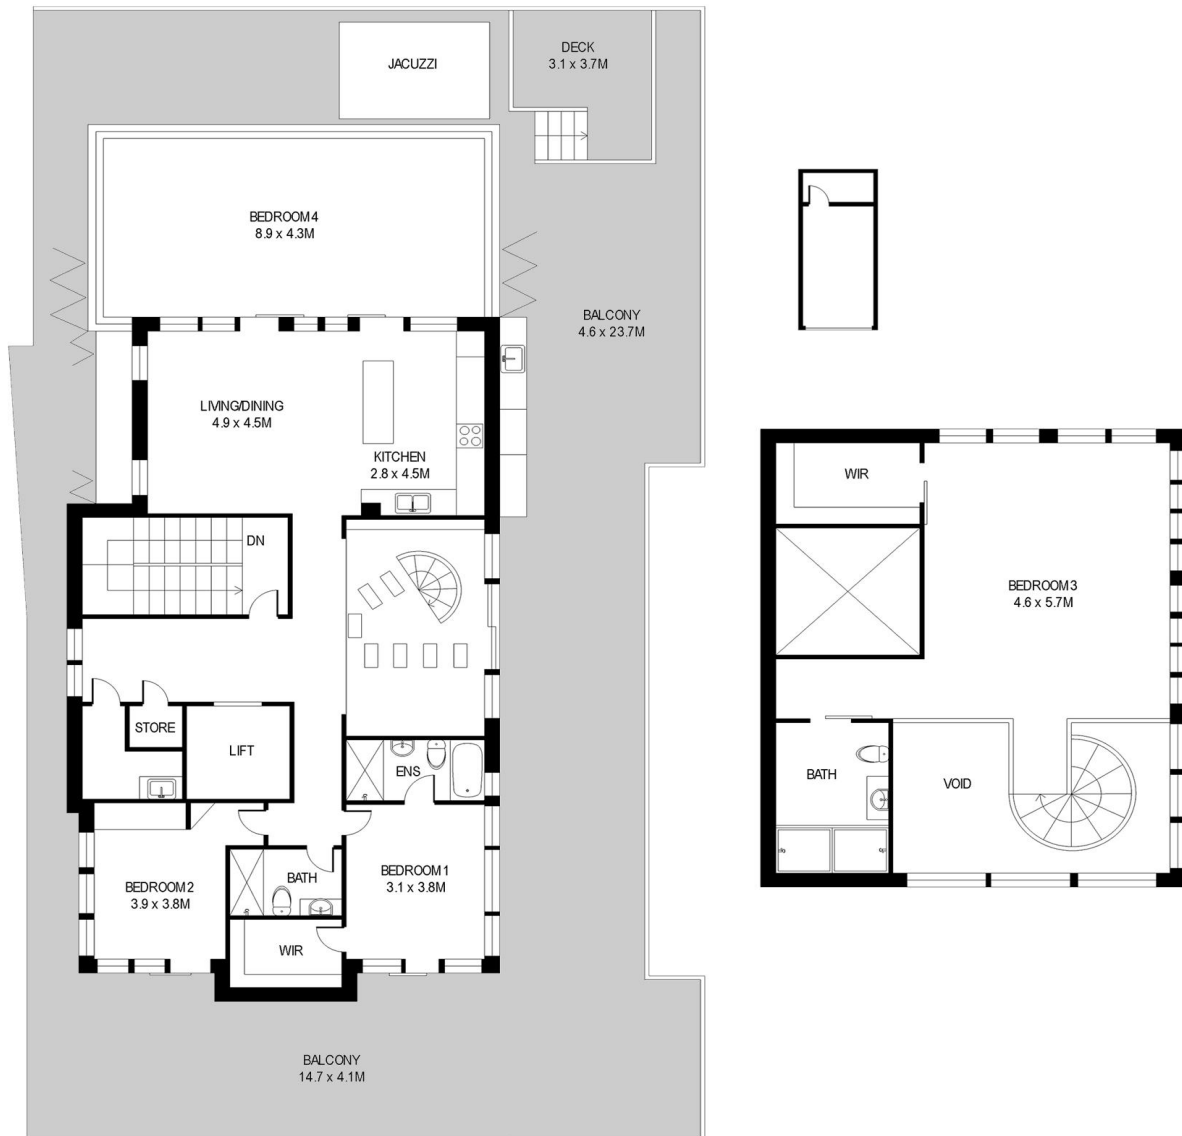 JACUZZI
DECK
3.1 x 3.7M
BEDROOM 4
8.9 x 4.3M
BALCONY
4.6 x 23.7M
LIVING/DINING
4.9 x 4.5M
KITCHEN
2.8 x 4.5M
DN
STORE
LIFT
ENS
BEDROOM 2
3.9 x 3.8M
BATH
BEDROOM 1
3.1 x 3.8M
WIR
BALCONY
14.7 x 4.1M
WIR
BEDROOM 3
4.6 x 5.7M
BATH
VOID